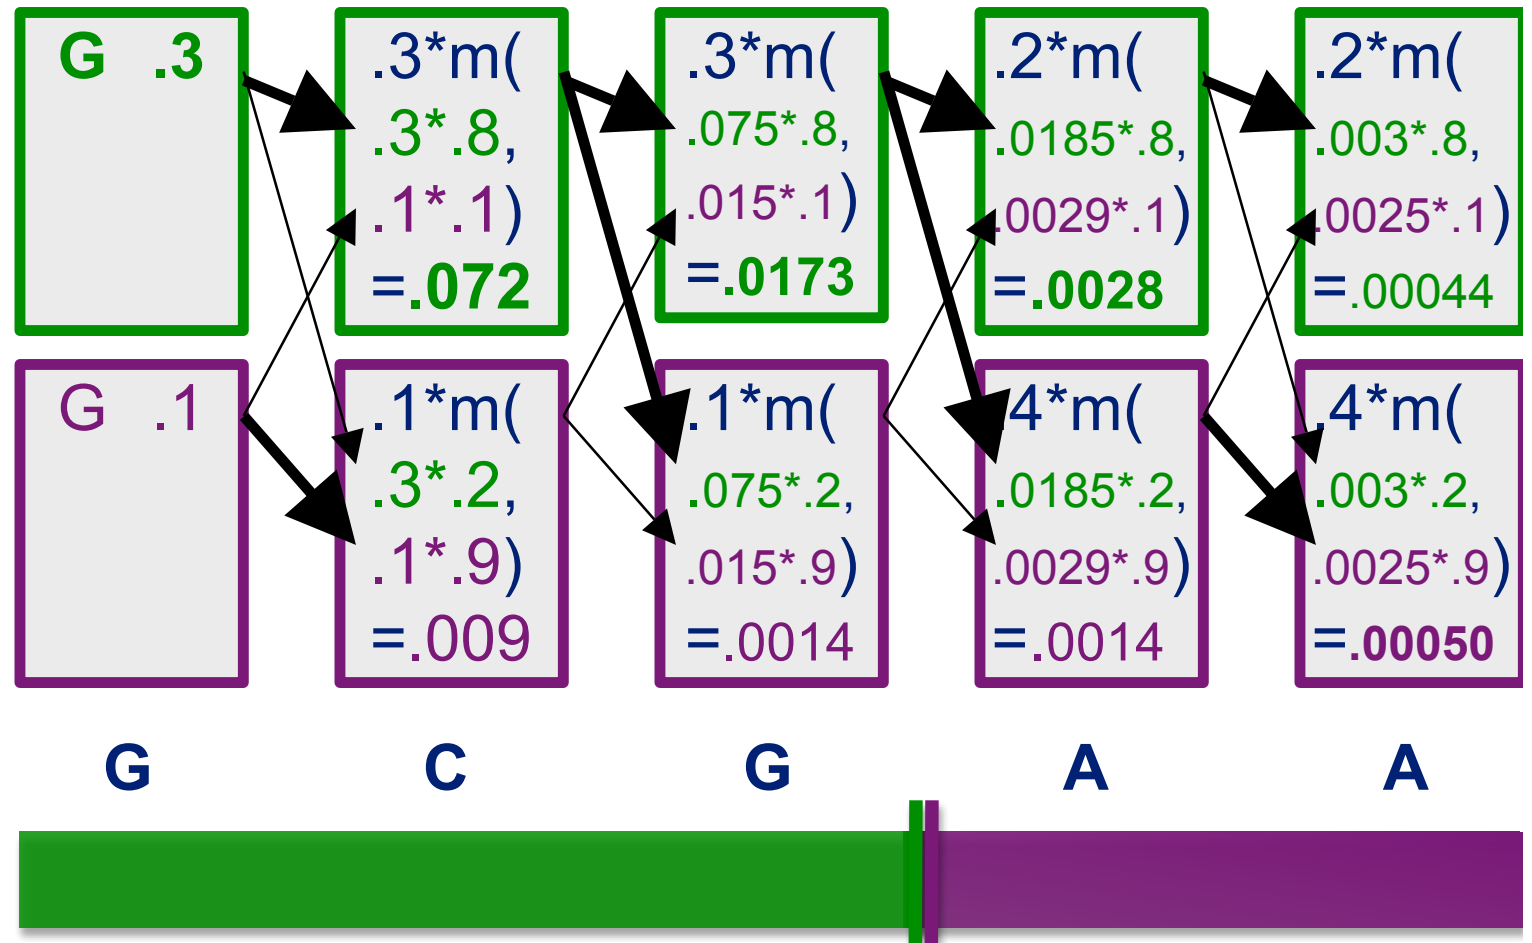 G .3
.3*m(
.3*.8,
.1*.1)
=.072
.3*m(
.075*.8,
.015*.1)
=.0173
.2*m(
.0185*.8,
.0029*.1)
=.0028
.2*m(
.003*.8,
.0025*.1)
=.00044
G .1
.1*m(
.3*.2,
.1*.9)
=.009
.1*m(
.075*.2,
.015*.9)
=.0014
.4*m(
.0185*.2,
.0029*.9)
=.0014
.4*m(
.003*.2,
.0025*.9)
=.00050
G C G A A